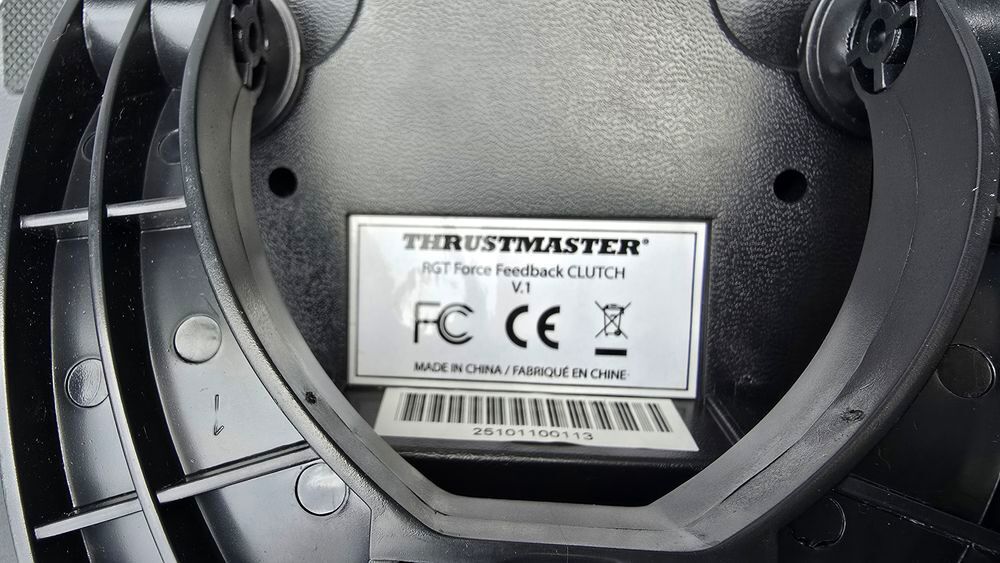 THRUSTMASTER®
RGT Force Feedback CLUTCH
V.1
FC CE
MADE IN CHINA / FABRIQUÉ EN CHINE
25101100113